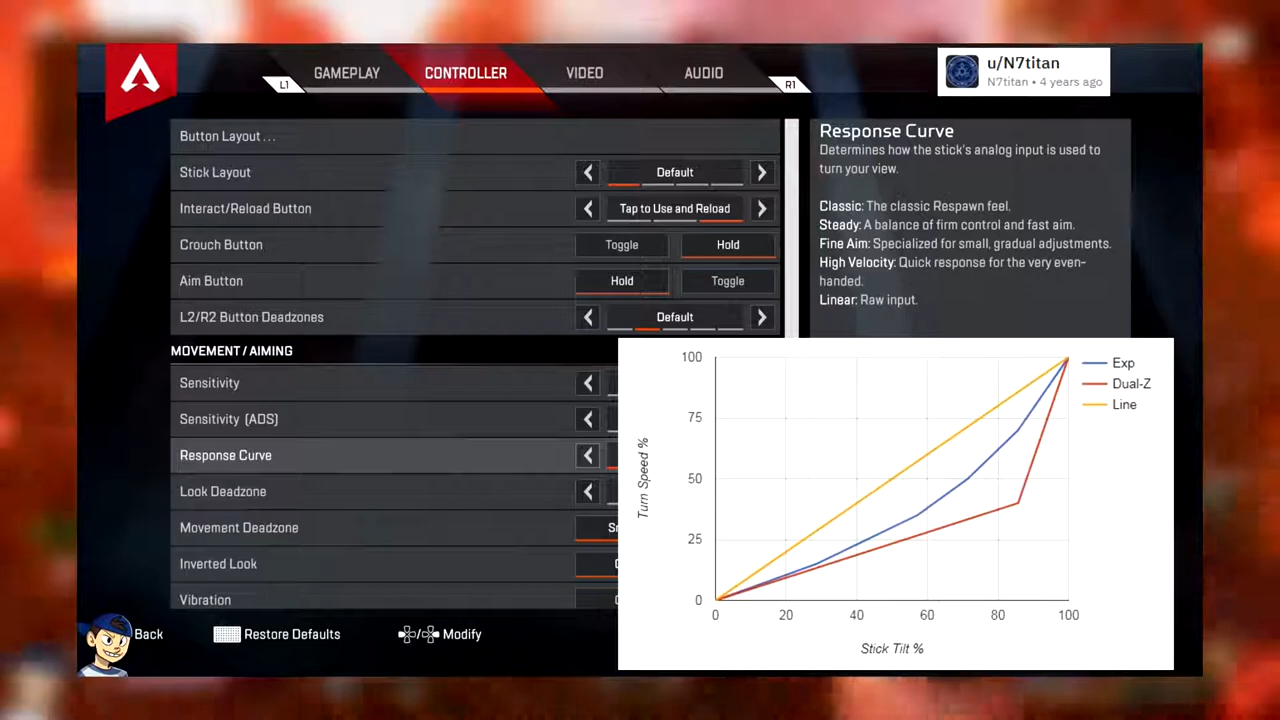 L1
GAMEPLAY
CONTROLLER
VIDEO
AUDIO
R1
u/N7titan
N7titan • 4 years ago
Button Layout...
Stick Layout
Default
Interact/Reload Button
Tap to Use and Reload
Crouch Button
Toggle
Hold
Aim Button
Hold
Toggle
L2/R2 Button Deadzones
Default
MOVEMENT / AIMING
Sensitivity
Sensitivity (ADS)
Response Curve
Look Deadzone
Movement Deadzone
Inverted Look
Vibration
Back
Restore Defaults
/
Modify
Response Curve
Determines how the stick's analog input is used to
turn your view.
Classic: The classic Respawn feel.
Steady: A balance of firm control and fast aim.
Fine Aim: Specialized for small, gradual adjustments.
High Velocity: Quick response for the very even-
handed.
Linear: Raw input.
100
75
50
25
0
Turn Speed %
0
20
40
60
80
100
Stick Tilt %
Exp
Dual-Z
Line